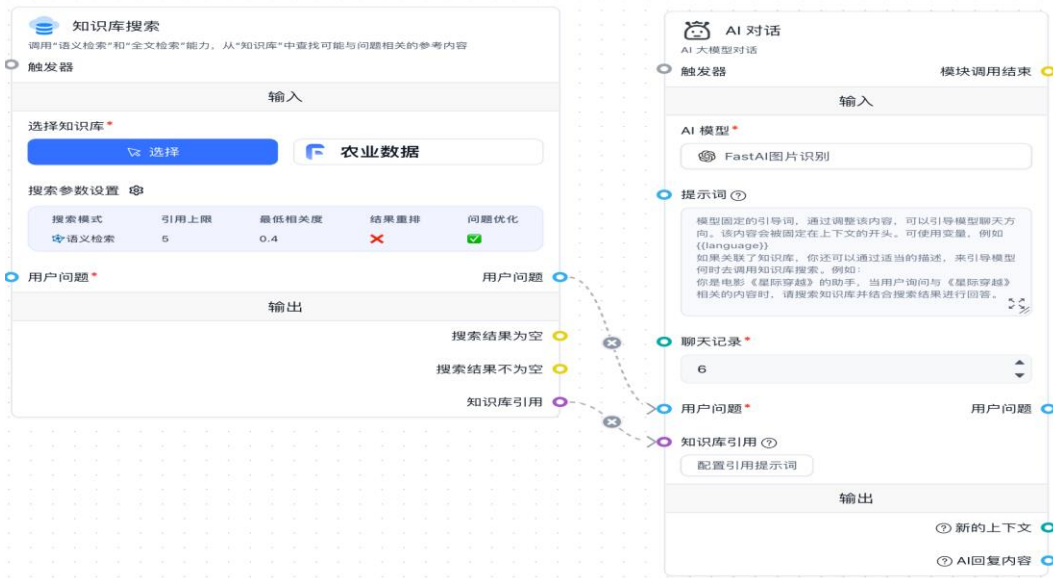 知识库搜索
调用"语义检索"和"全文检索"能力，从"知识库"中查找可能与问题相关的参考内容
触发器
输入
选择知识库*
选择
农业数据
搜索参数设置
搜索模式 引用上限 最低相关度 结果重排 问题优化
语义检索 5 0.4
用户问题* 用户问题
输出
搜索结果为空
搜索结果不为空
知识库引用
AI 对话
AI 大模型对话
触发器 模块调用结束
输入
AI 模型*
FastAI图片识别
提示词
模型固定的引导词，通过调整该内容，可以引导模型聊天方
向。该内容会被固定在上下文的开头。可使用变量，例如
{{language}}
如果关联了知识库，你还可以通过适当的描述，来引导模型
何时去调用知识库搜索。例如：
你是电影《星际穿越》的助手，当用户询问与《星际穿越》
相关的内容时，请搜索知识库并结合搜索结果进行回答。
聊天记录*
6
用户问题* 用户问题
知识库引用
配置引用提示词
输出
新的上下文
AI回复内容